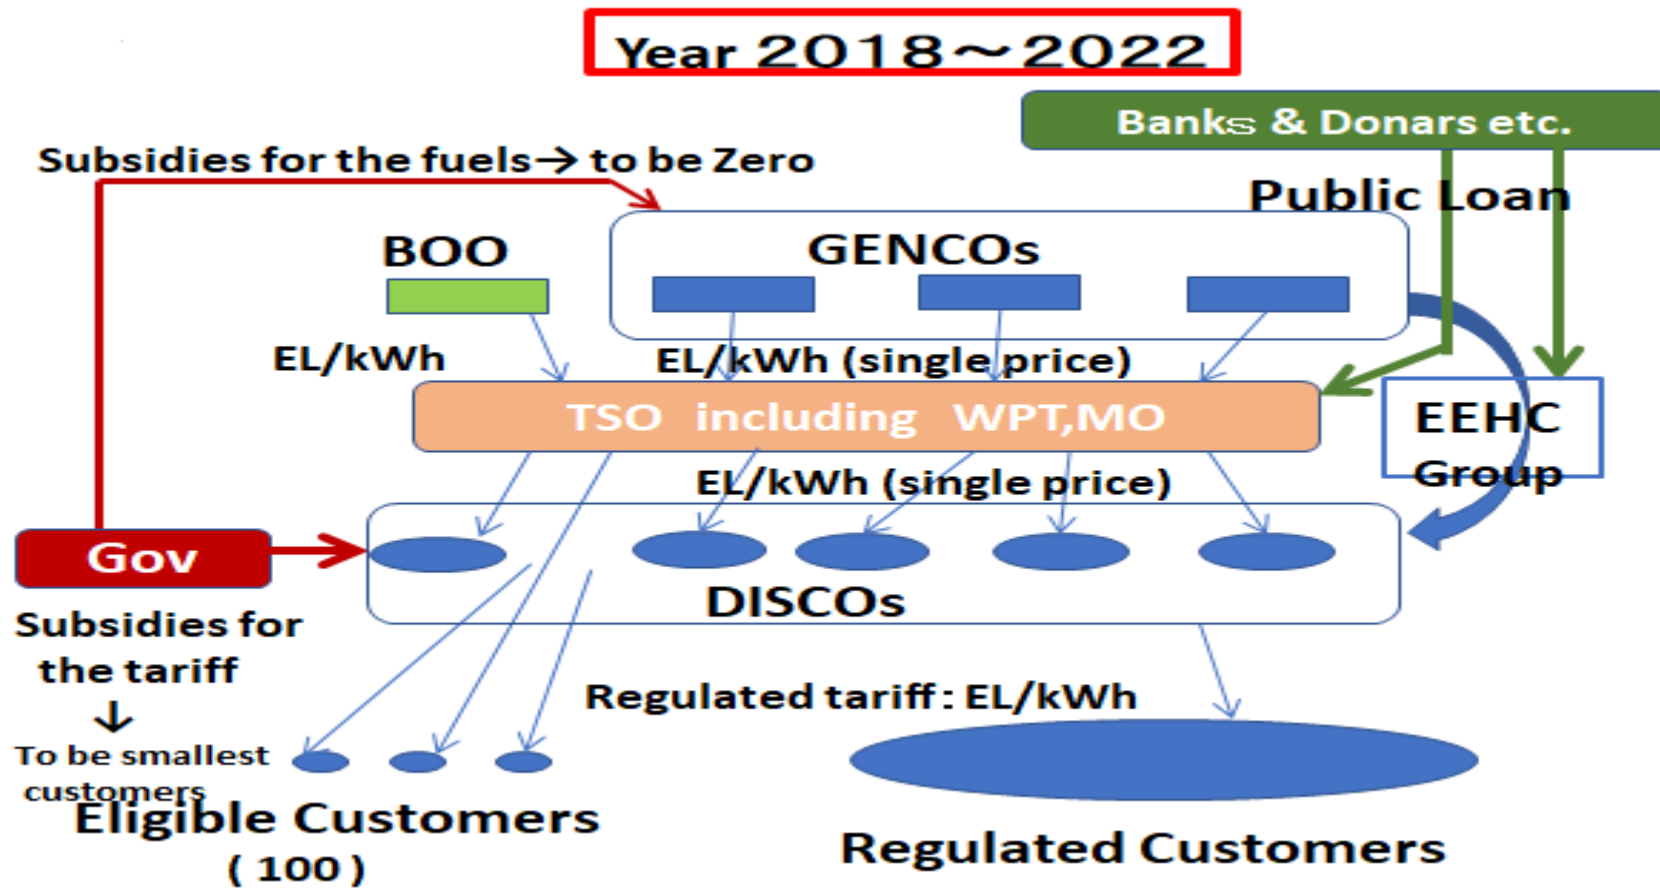 Year 2018～2022
Banks & Donars etc.
Subsidies for the fuels→ to be Zero
Public Loan
BOO
GENCOs
EL/kWh
EL/kWh (single price)
TSO including WPT,MO
EEHC
Group
EL/kWh (single price)
Gov
DISCOs
Subsidies for
the tariff
↓
To be smallest
customers
Regulated tariff: EL/kWh
Eligible Customers
( 100 )
Regulated Customers